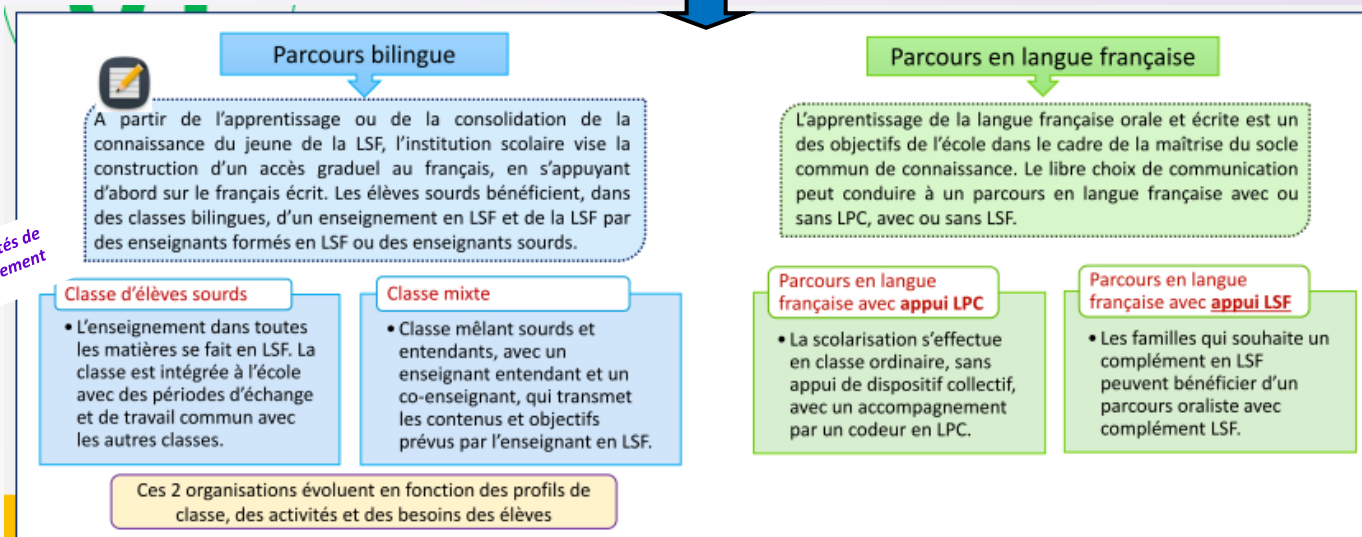 Parcours bilingue
A partir de l'apprentissage ou de la consolidation de la
connaissance du jeune de la LSF, l'institution scolaire vise la
construction d'un accès graduel au français, en s'appuyant
d'abord sur le français écrit. Les élèves sourds bénéficient, dans
des classes bilingues, d'un enseignement en LSF et de la LSF par
des enseignants formés en LSF ou des enseignants sourds.
Classe d'élèves sourds
• L'enseignement dans toutes
les matières se fait en LSF. La
classe est intégrée à l'école
avec des périodes d'échange
et de travail commun avec
les autres classes.
Classe mixte
• Classe mêlant sourds et
entendants, avec un
enseignant entendant et un
co-enseignant, qui transmet
les contenus et objectifs
prévus par l'enseignant en LSF.
Ces 2 organisations évoluent en fonction des profils de
classe, des activités et des besoins des élèves
Parcours en langue française
L'apprentissage de la langue française orale et écrite est un
des objectifs de l'école dans le cadre de la maîtrise du socle
commun de connaissance. Le libre choix de communication
peut conduire à un parcours en langue française avec ou
sans LPC, avec ou sans LSF.
Parcours en langue
française avec appui LPC
• La scolarisation s'effectue
en classe ordinaire, sans
appui de dispositif collectif,
avec un accompagnement
par un codeur en LPC.
Parcours en langue
française avec appui LSF
• Les familles qui souhaite un
complément en LSF
peuvent bénéficier d'un
parcours oraliste avec
complément LSF.
de